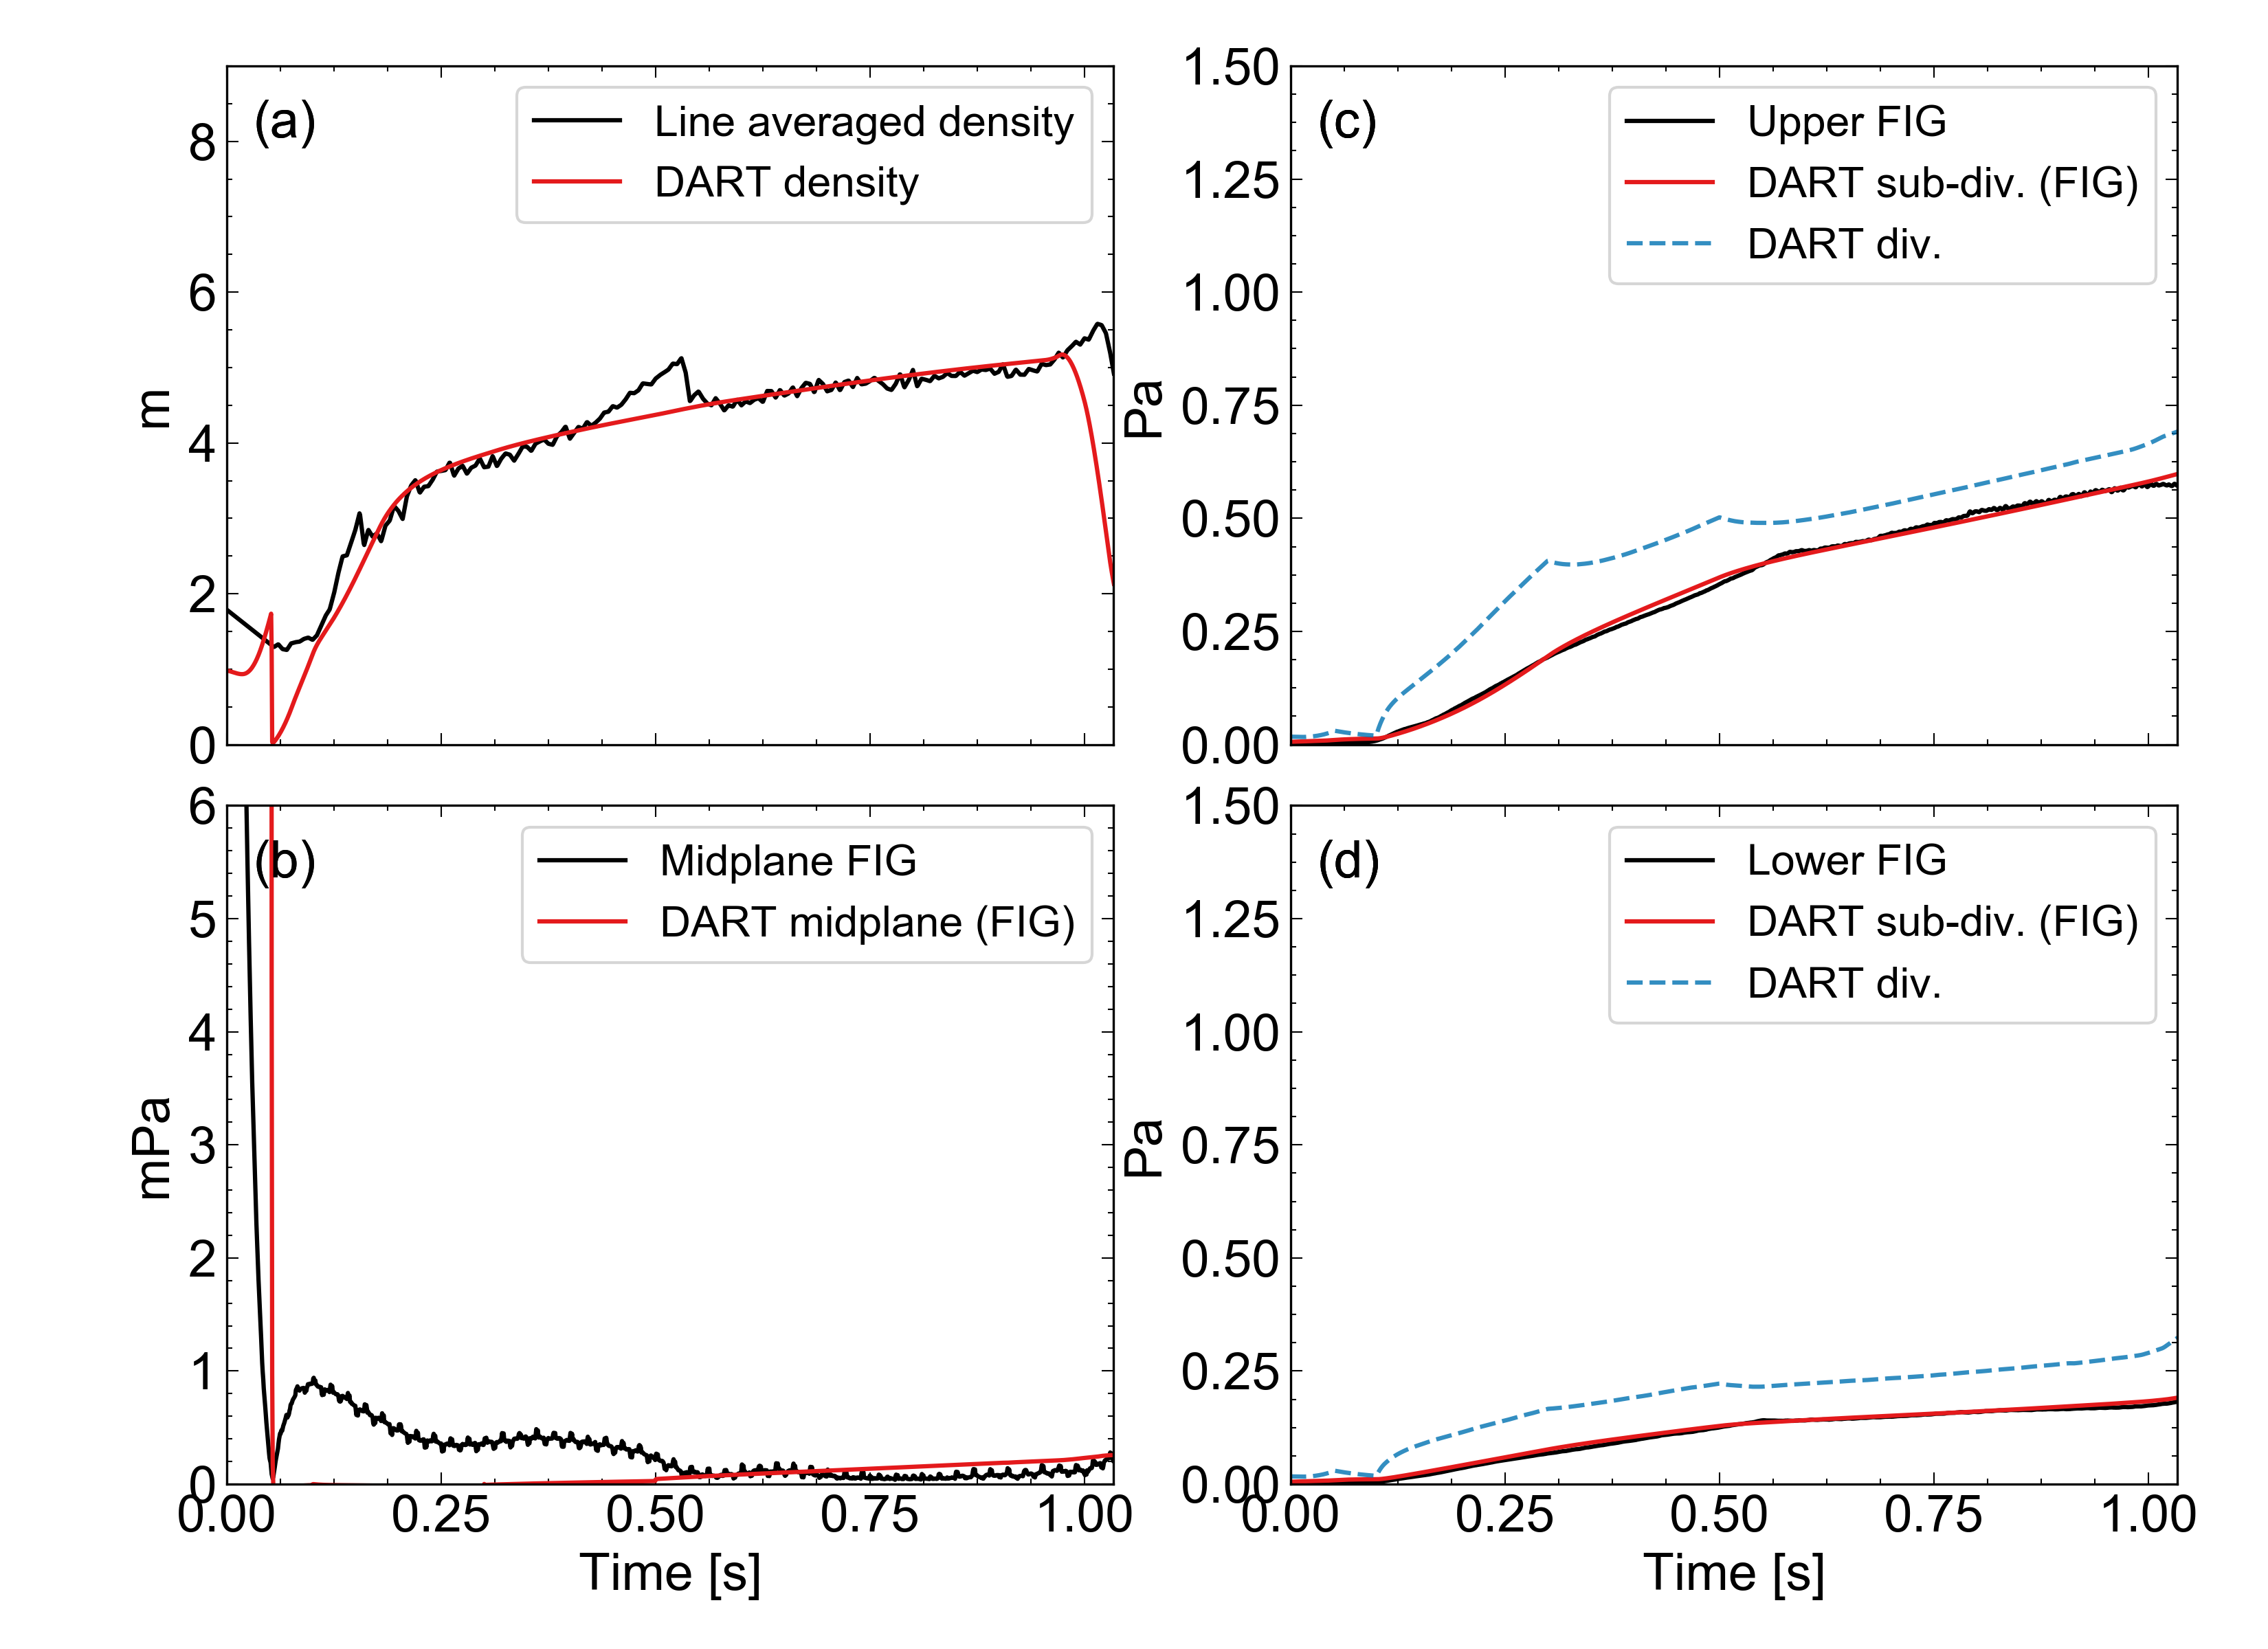 (a)
Line averaged density
DART density
8
6
4
2
0
m
(c)
Upper FIG
DART sub-div. (FIG)
DART div.
1.50
1.25
1.00
0.75
0.50
0.25
0.00
Pa
(b)
Midplane FIG
DART midplane (FIG)
6
5
4
3
2
1
0
mPa
0.00 0.25 0.50 0.75 1.00
Time [s]
(d)
Lower FIG
DART sub-div. (FIG)
DART div.
1.50
1.25
1.00
0.75
0.50
0.25
0.00
Pa
0.00 0.25 0.50 0.75 1.00
Time [s]